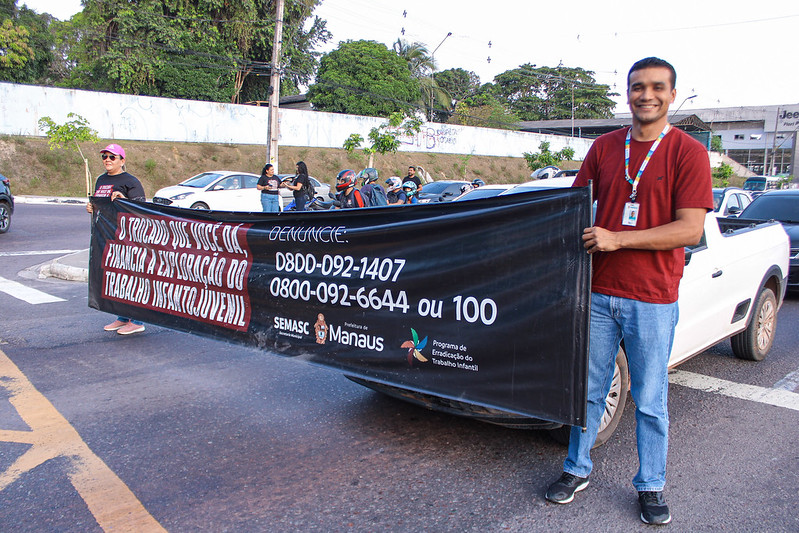 O TROCADO QUE VOCÊ DÁ,
FINANCIA A EXPLORAÇÃO DO
TRABALHO INFANTOJUVENIL
DENUNCIE:
0800-092-1407
0800-092-6644 ou 100
SEMASC
Prefeitura de
Manaus
Programa de
Erradicação do
Trabalho Infantil
Jeep